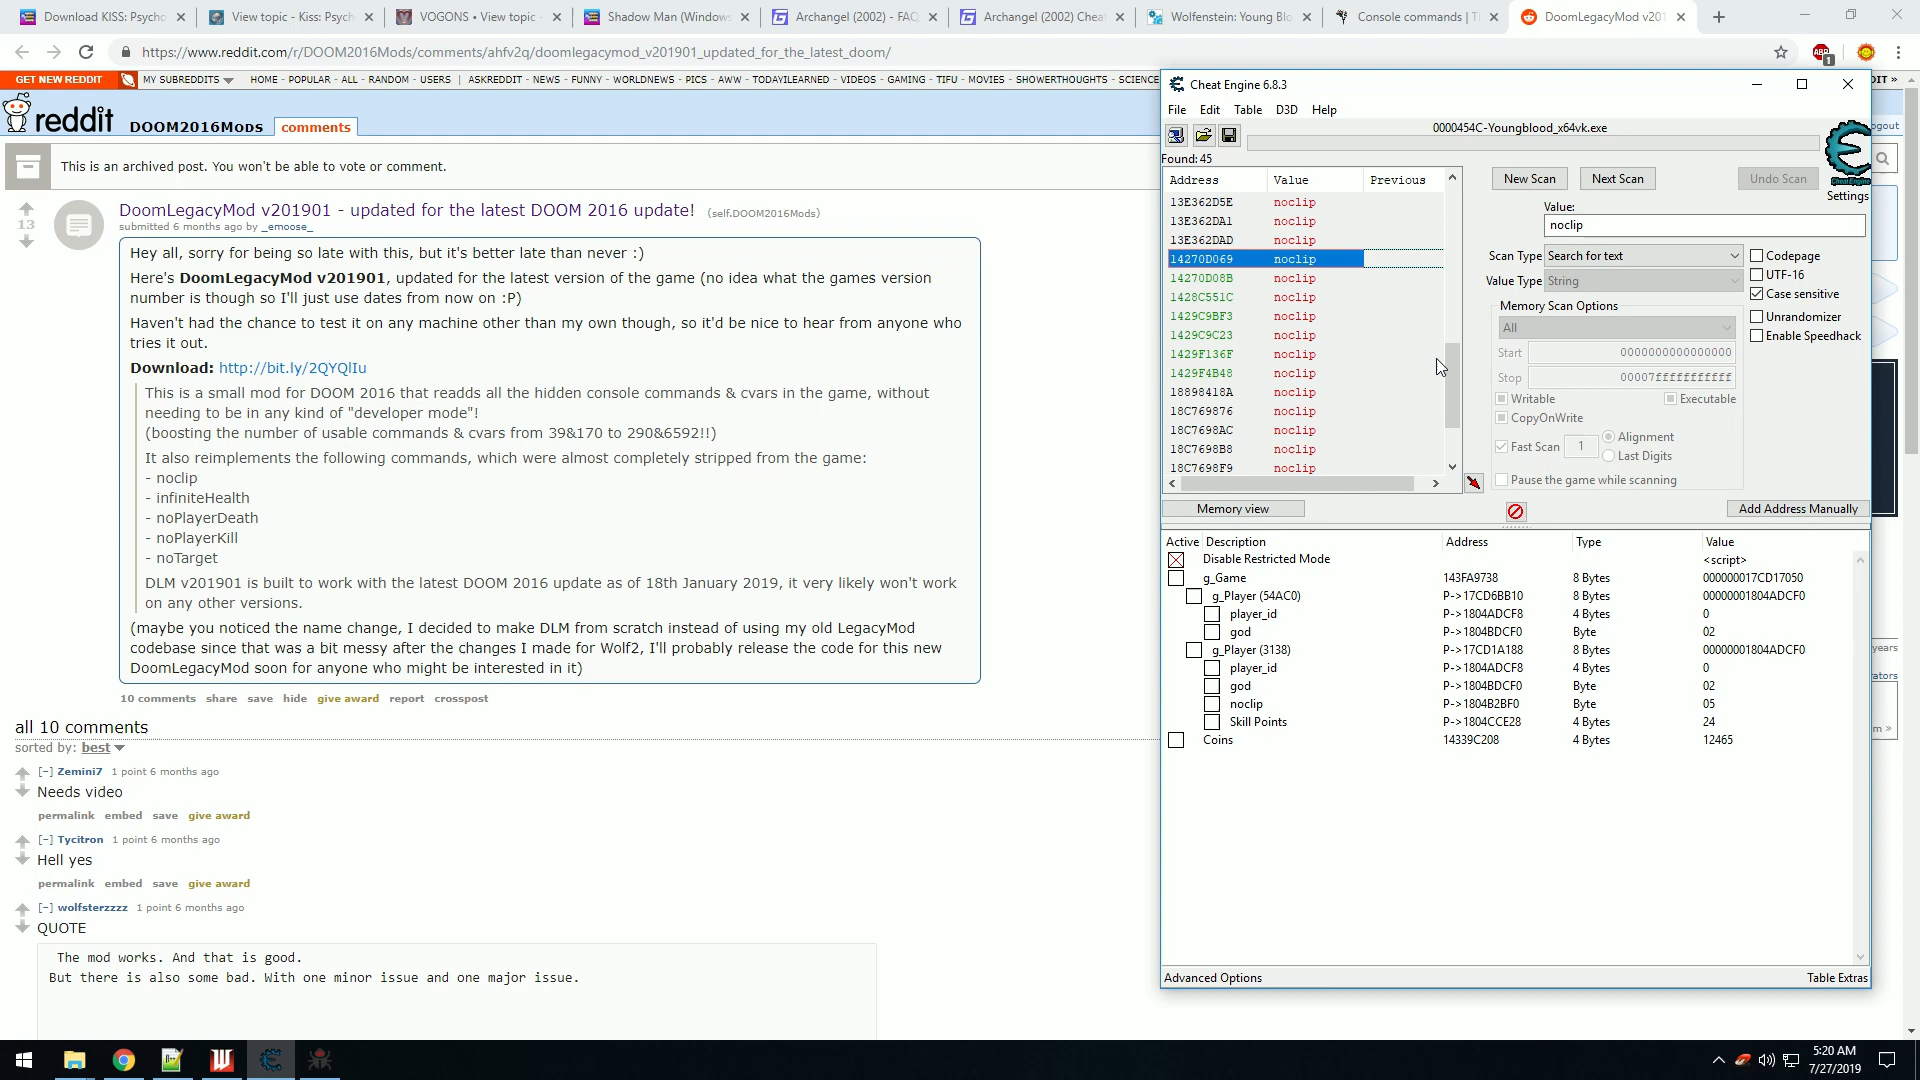 Download KISS: Psycho
View topic - Kiss: Psych
VOGONS • View topic
Shadow Man (Windows
Archangel (2002) - FAQ
Archangel (2002) Chea
Wolfenstein: Young Blo
Console commands | T
DoomLegacyMod v201
https://www.reddit.com/r/DOOM2016Mods/comments/ahfv2q/doomlegacymod_v201901_updated_for_the_latest_doom/
GET NEW REDDIT MY SUBREDDITS HOME - POPULAR - ALL - RANDOM - USERS | ASKREDDIT - NEWS - FUNNY - WORLDNEWS - PICS - AWW - TODAYILEARNED - VIDEOS - GAMING - TIFU - MOVIES - SHOWERTHOUGHTS - SCIENCE
DIT »
reddit DOOM2016Mods comments
ogout
This is an archived post. You won't be able to vote or comment.
13
DoomLegacyMod v201901 - updated for the latest DOOM 2016 update! (self.DOOM2016Mods)
submitted 6 months ago by _emoose_
Hey all, sorry for being so late with this, but it's better late than never :)
Here's DoomLegacyMod v201901, updated for the latest version of the game (no idea what the games version
number is though so I'll just use dates from now on :P)
Haven't had the chance to test it on any machine other than my own though, so it'd be nice to hear from anyone who
tries it out.
Download: http://bit.ly/2QYQlIu
This is a small mod for DOOM 2016 that readds all the hidden console commands & cvars in the game, without
needing to be in any kind of "developer mode"!
(boosting the number of usable commands & cvars from 39&170 to 290&6592!!)
It also reimplements the following commands, which were almost completely stripped from the game:
- noclip
- infiniteHealth
- noPlayerDeath
- noPlayerKill
- noTarget
DLM v201901 is built to work with the latest DOOM 2016 update as of 18th January 2019, it very likely won't work
on any other versions.
(maybe you noticed the name change, I decided to make DLM from scratch instead of using my old LegacyMod
codebase since that was a bit messy after the changes I made for Wolf2, I'll probably release the code for this new
DoomLegacyMod soon for anyone who might be interested in it)
10 comments share save hide give award report crosspost
all 10 comments
sorted by: best
[-] Zemini7 1 point 6 months ago
Needs video
permalink embed save give award
[-] Tycitron 1 point 6 months ago
Hell yes
permalink embed save give award
[-] wolfsterzzzz 1 point 6 months ago
QUOTE
The mod works. And that is good.
But there is also some bad. With one minor issue and one major issue.
years
ators
m »
Cheat Engine 6.8.3
File Edit Table D3D Help
0000454C-Youngblood_x64vk.exe
Found: 45
Address Value Previous
13E362D5E noclip
13E362DA1 noclip
13E362DAD noclip
14270D069 noclip
14270D08B noclip
1428C551C noclip
1429C9BF3 noclip
1429C9C23 noclip
1429F136F noclip
1429F4B48 noclip
18898418A noclip
18C769876 noclip
18C7698AC noclip
18C7698B8 noclip
18C7698F9 noclip
New Scan Next Scan Undo Scan
Cheat Engine
Settings
Value:
noclip
Scan Type Search for text
Value Type String
Codepage
UTF-16
Case sensitive
Unrandomizer
Enable Speedhack
Memory Scan Options
All
Start 0000000000000000
Stop 00007fffffffffff
Writable Executable
CopyOnWrite
Fast Scan 1 Alignment
Last Digits
Pause the game while scanning
Memory view Add Address Manually
Active Description Address Type Value
Disable Restricted Mode <script>
g_Game 143FA9738 8 Bytes 000000017CD17050
g_Player (54AC0) P->17CD6BB10 8 Bytes 00000001804ADCF0
player_id P->1804ADCF8 4 Bytes 0
god P->1804BDCF0 Byte 02
g_Player (3138) P->17CD1A188 8 Bytes 00000001804ADCF0
player_id P->1804ADCF8 4 Bytes 0
god P->1804BDCF0 Byte 02
noclip P->1804B2BF0 Byte 05
Skill Points P->1804CCE28 4 Bytes 24
Coins 14339C208 4 Bytes 12465
Advanced Options Table Extras
5:20 AM
7/27/2019